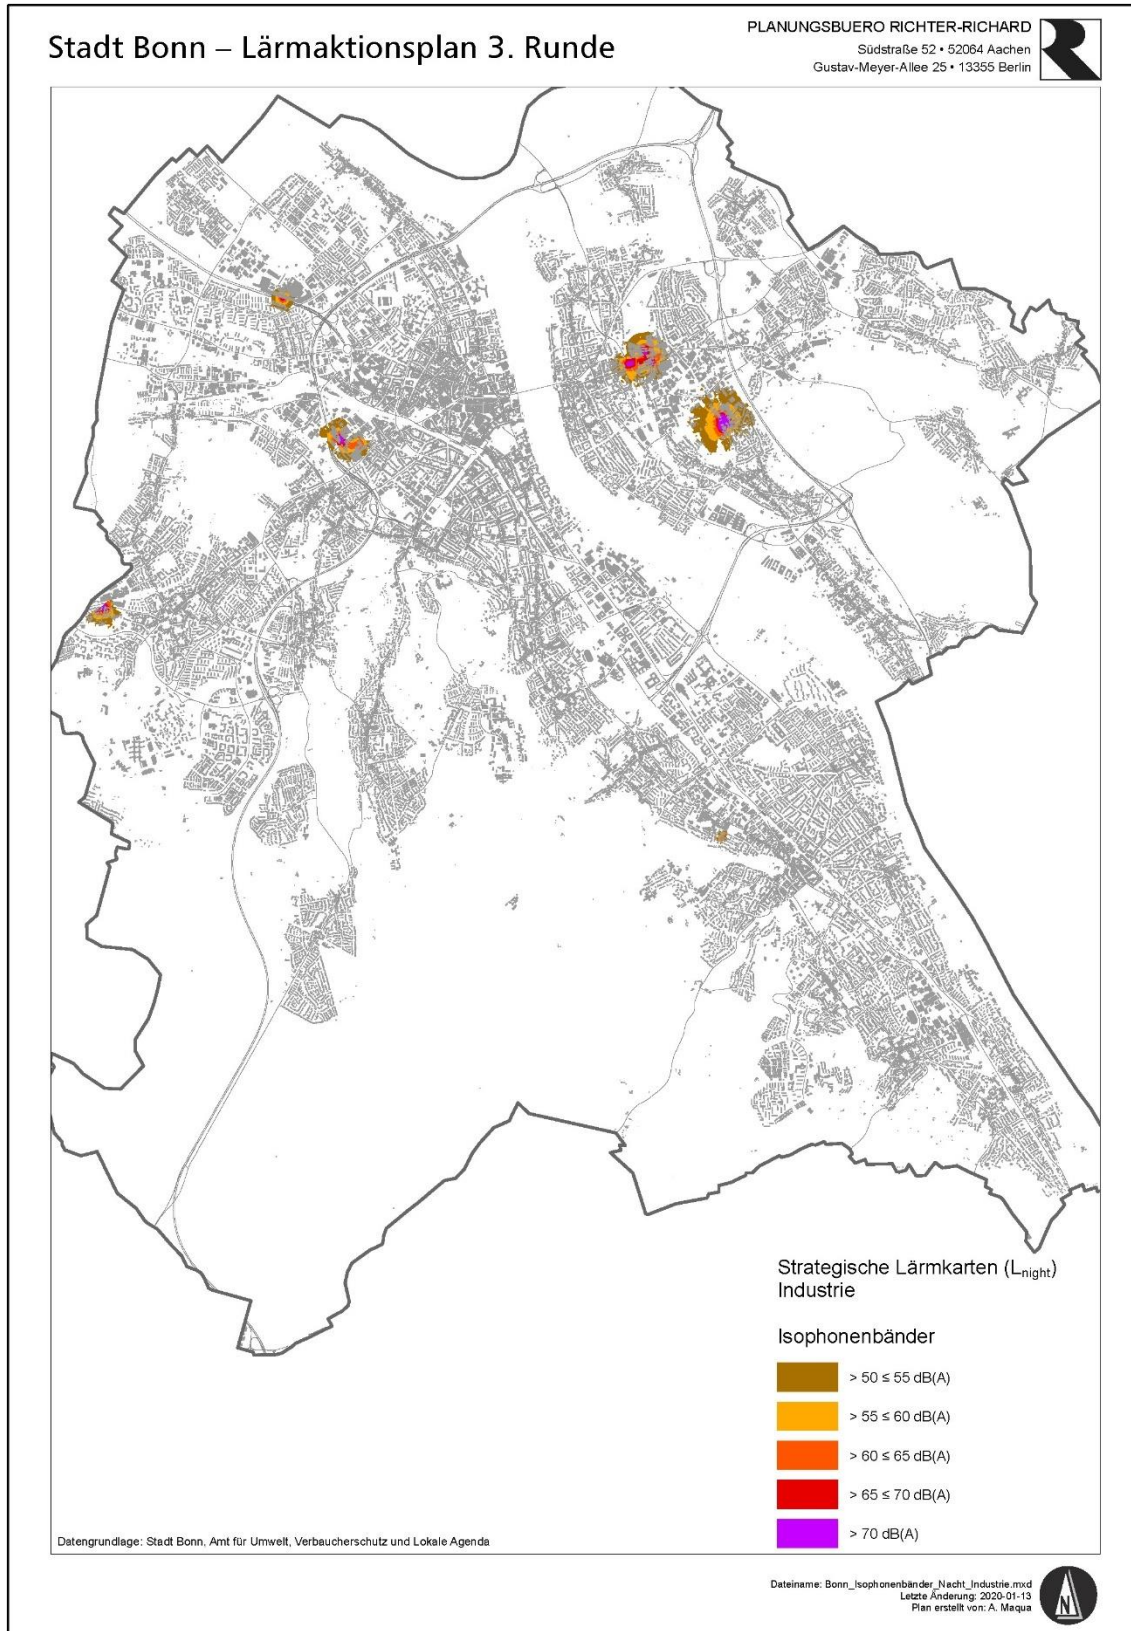 Stadt Bonn – Lärmaktionsplan 3. Runde
PLANUNGSBUERO RICHTER-RICHARD
Südstraße 52 • 52064 Aachen
Gustav-Meyer-Allee 25 • 13355 Berlin
Strategische Lärmkarten (Lnight)
Industrie
Isophonenbänder
> 50 ≤ 55 dB(A)
> 55 ≤ 60 dB(A)
> 60 ≤ 65 dB(A)
> 65 ≤ 70 dB(A)
> 70 dB(A)
Datengrundlage: Stadt Bonn, Amt für Umwelt, Verbaucherschutz und Lokale Agenda
Dateiname: Bonn_Isophonenbänder_Nacht_Industrie.mxd
Letzte Änderung: 2020-01-13
Plan erstellt von: A. Maqua
N